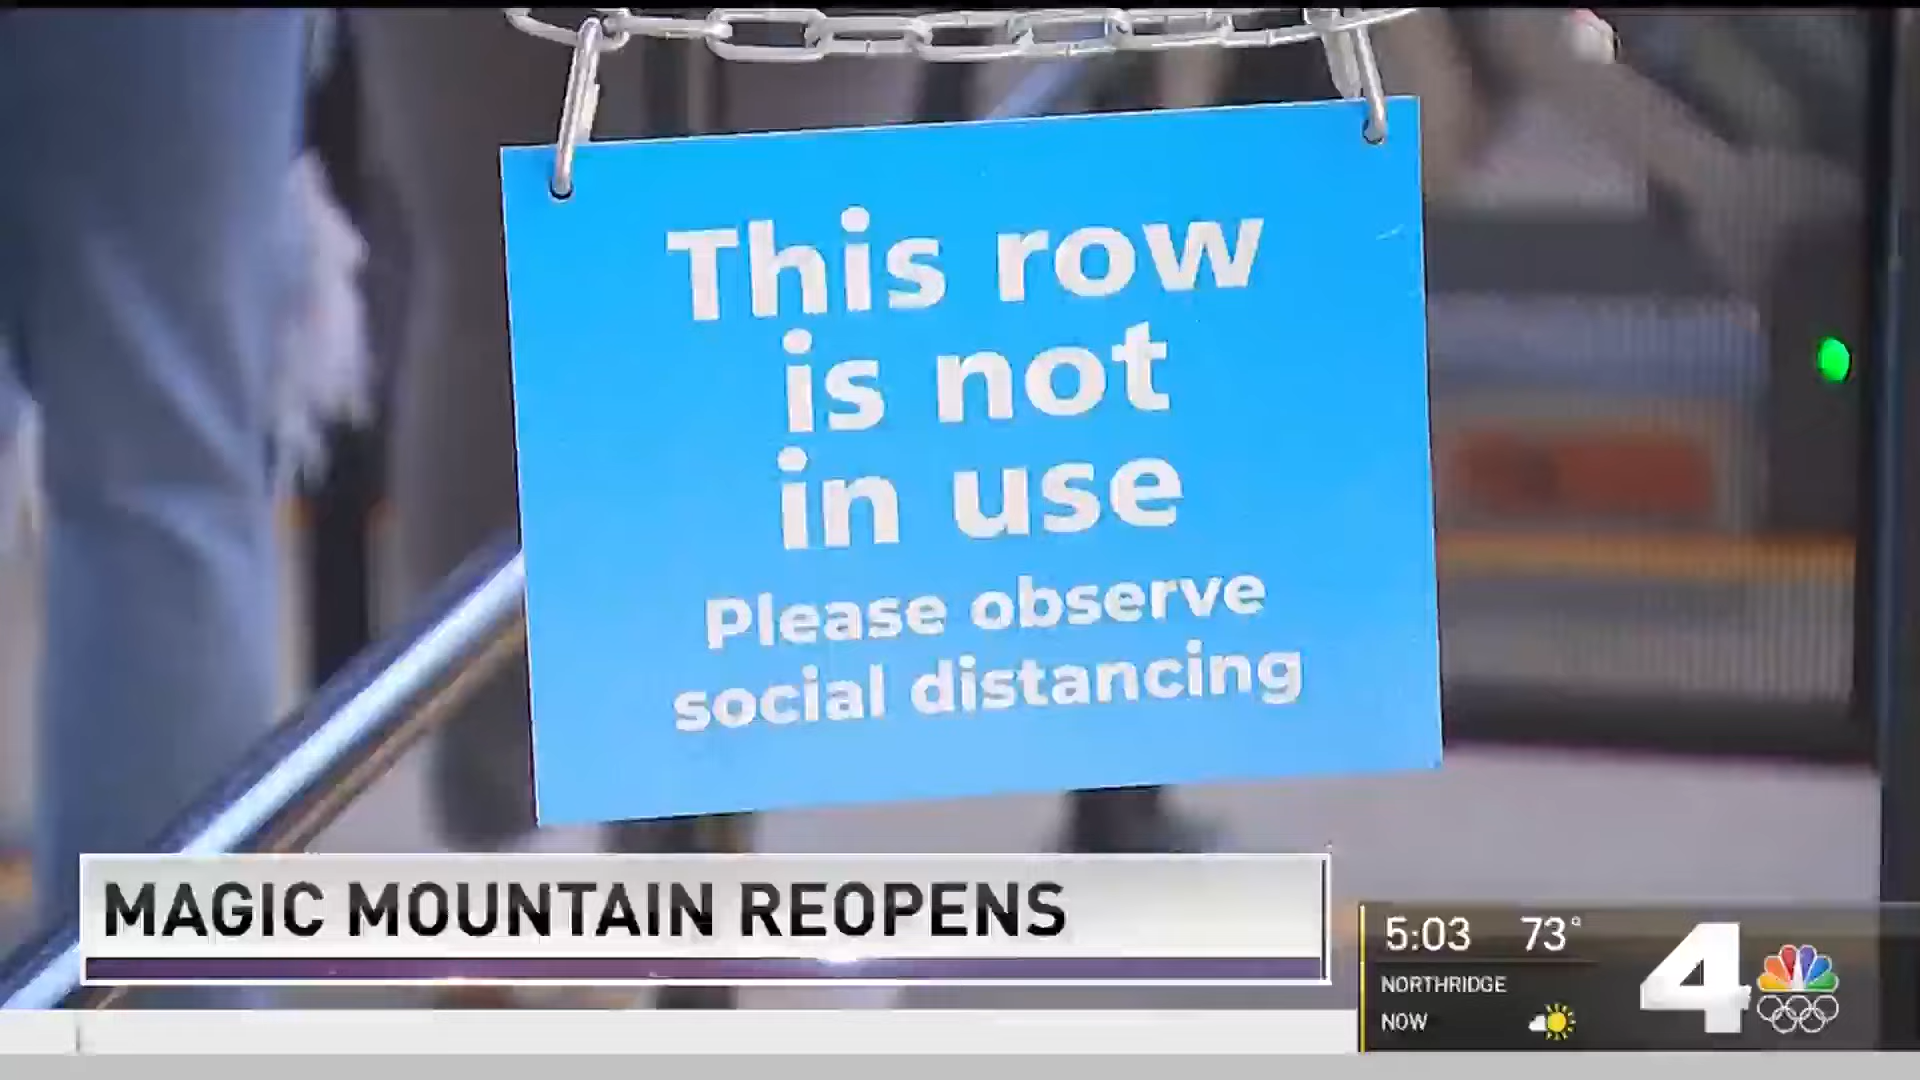 This row
is not
in use
Please observe
social distancing
MAGIC MOUNTAIN REOPENS
5:03 73°
NORTHRIDGE
NOW
4